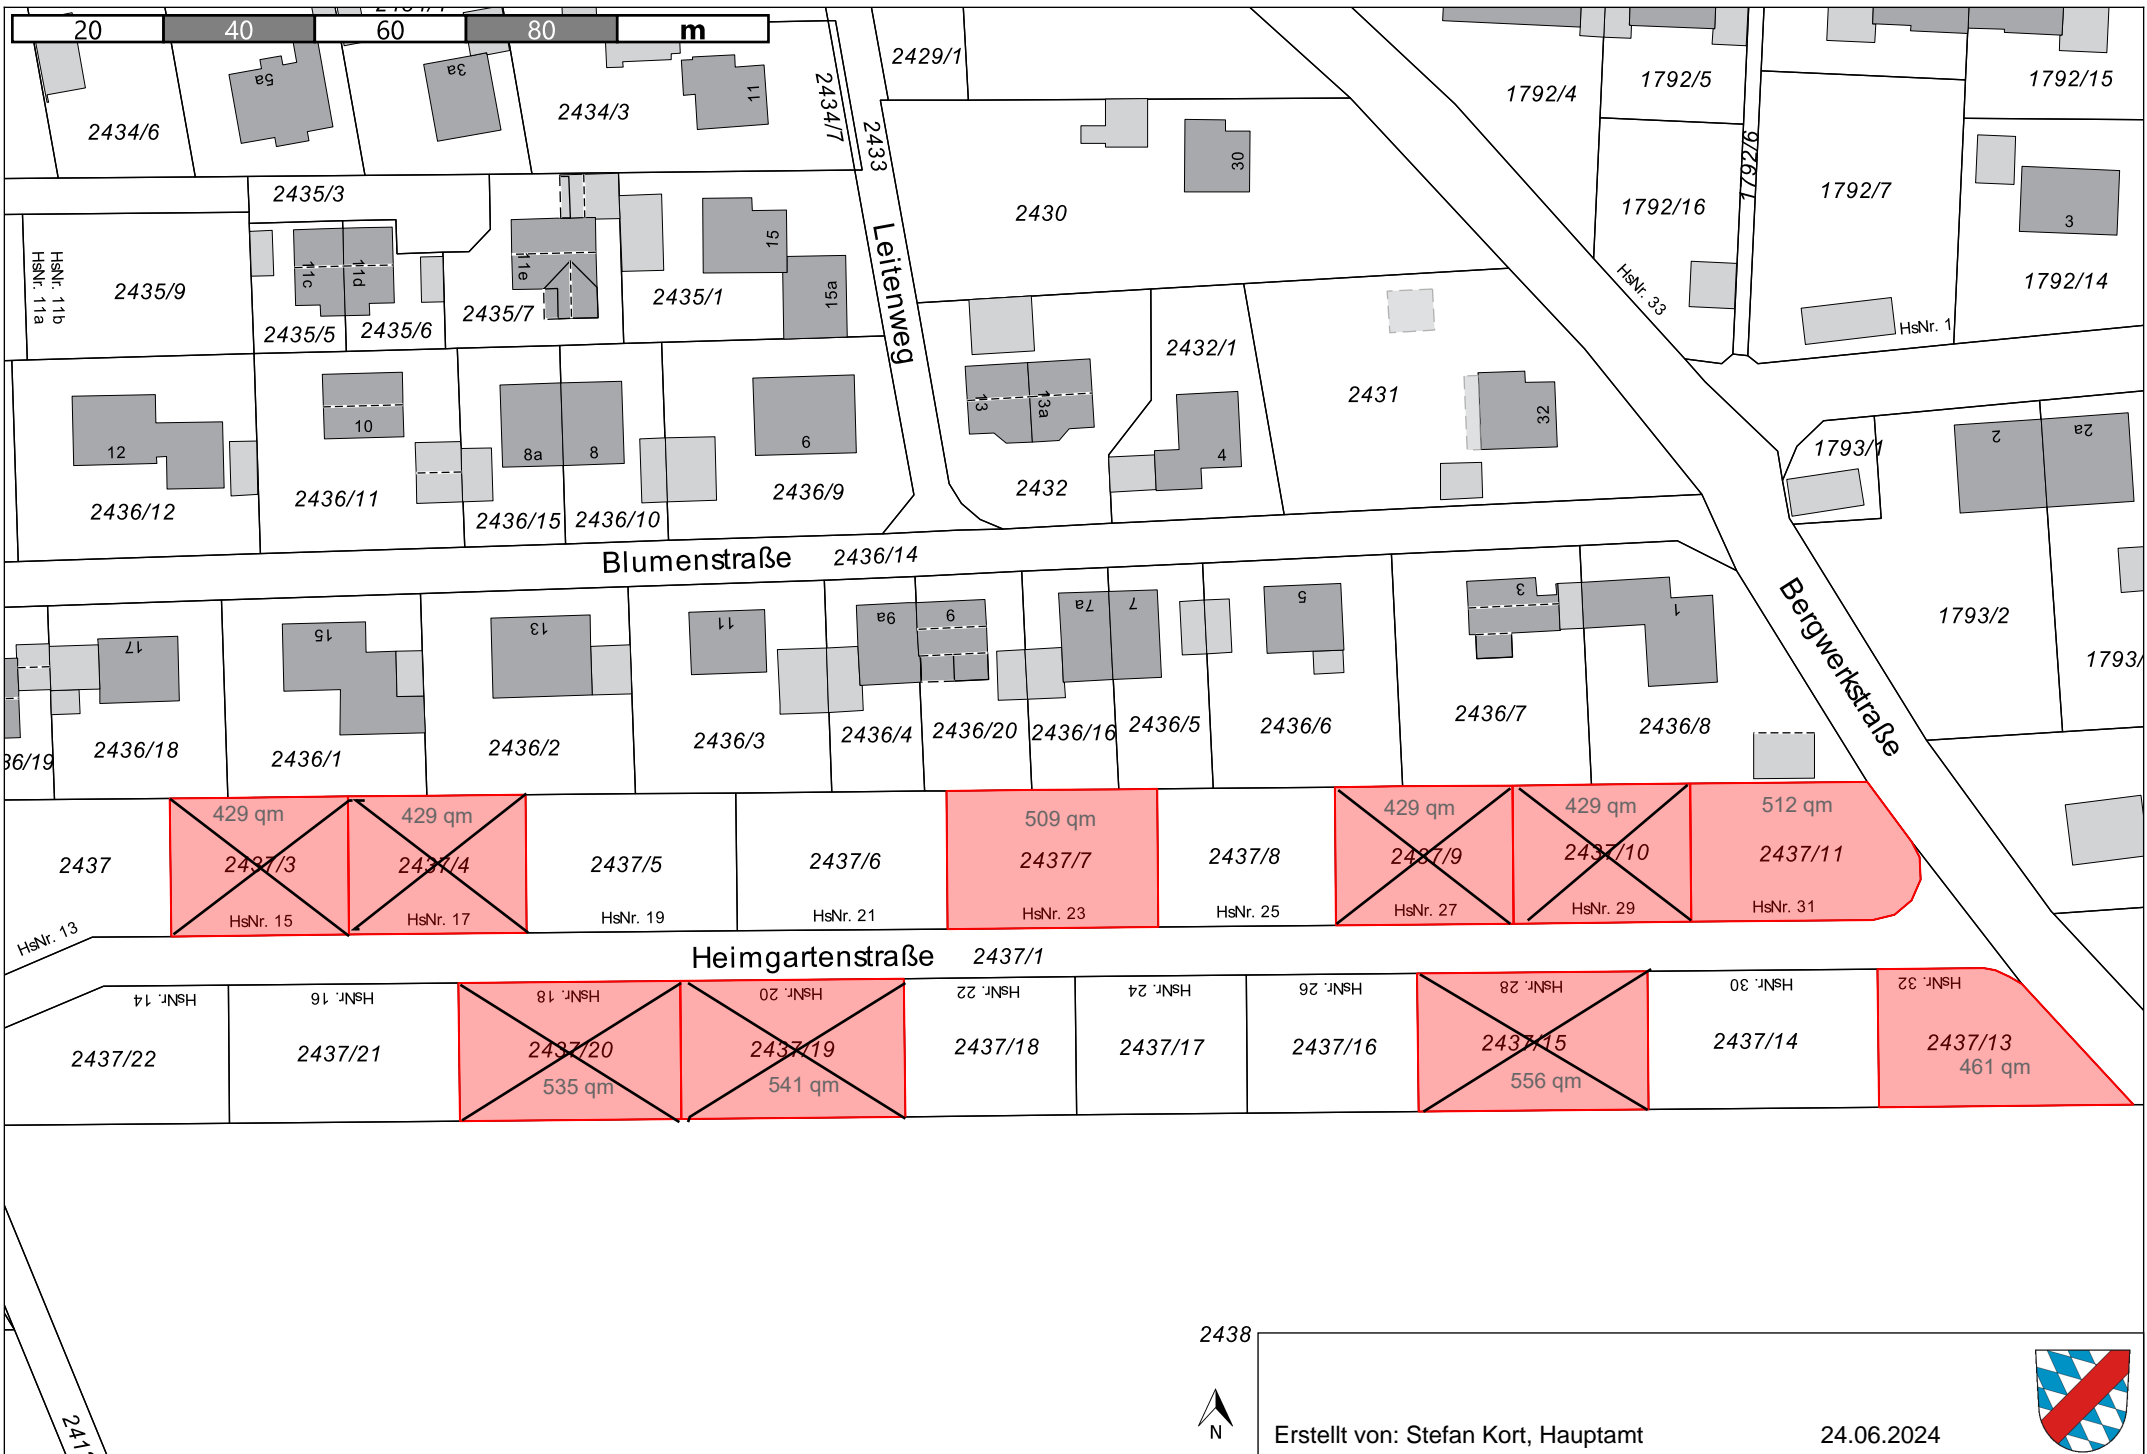 20 40 60 80 m
5a
3a
2434/6
2434/3
11
2434/7
2433
2429/1
1792/4
1792/5
1792/15
2435/3
2430
30
1792/16
1792/6
1792/7
3
1792/14
HsNr. 11b
HsNr. 11a
2435/9
11c
11d
2435/5
2435/6
11e
2435/7
2435/1
15
15a
Leitenweg
HsNr. 33
HsNr. 1
12
2436/12
10
2436/11
8a
8
2436/15
2436/10
6
2436/9
13
13a
2432
2432/1
4
2431
32
1793/1
2
2a
Blumenstraße 2436/14
Bergwerkstraße
1793/2
1793/
36/19
17
2436/18
15
2436/1
13
2436/2
11
2436/3
9a
2436/4
9
2436/20
7a
2436/16
7
2436/5
5
2436/6
3
2436/7
1
2436/8
2437
HsNr. 13
429 qm
2437/3
HsNr. 15
429 qm
2437/4
HsNr. 17
2437/5
HsNr. 19
2437/6
HsNr. 21
509 qm
2437/7
HsNr. 23
2437/8
HsNr. 25
429 qm
2437/9
HsNr. 27
429 qm
2437/10
HsNr. 29
512 qm
2437/11
HsNr. 31
Heimgartenstraße 2437/1
HsNr. 14
2437/22
HsNr. 16
2437/21
HsNr. 18
2437/20
535 qm
HsNr. 20
2437/19
541 qm
HsNr. 22
2437/18
HsNr. 24
2437/17
HsNr. 26
2437/16
HsNr. 28
2437/15
556 qm
HsNr. 30
2437/14
HsNr. 32
2437/13
461 qm
2438
N
Erstellt von: Stefan Kort, Hauptamt 24.06.2024